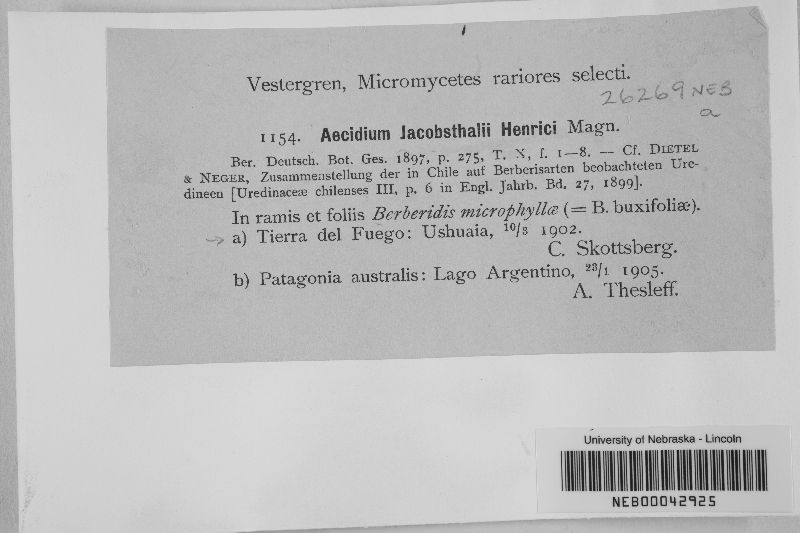 Vestergren, Micromycetes rariores selecti.
26269 NEB
a
1154. Aecidium Jacobsthalii Henrici Magn.
Ber. Deutsch. Bot. Ges. 1897, p. 275, T. X, f. 1—8. — Cf. DIETEL
& NEGER, Zusammenstellung der in Chile auf Berberisarten beobachteten Ure-
dineen [Uredinaceæ chilenses III, p. 6 in Engl. Jahrb. Bd. 27, 1899].
In ramis et foliis Berberidis microphyllæ (= B. buxifoliæ).
→ a) Tierra del Fuego: Ushuaia, 10/3 1902.
C. Skottsberg.
b) Patagonia australis: Lago Argentino, 23/1 1905.
A. Thesleff.
University of Nebraska - Lincoln
NEB00042925